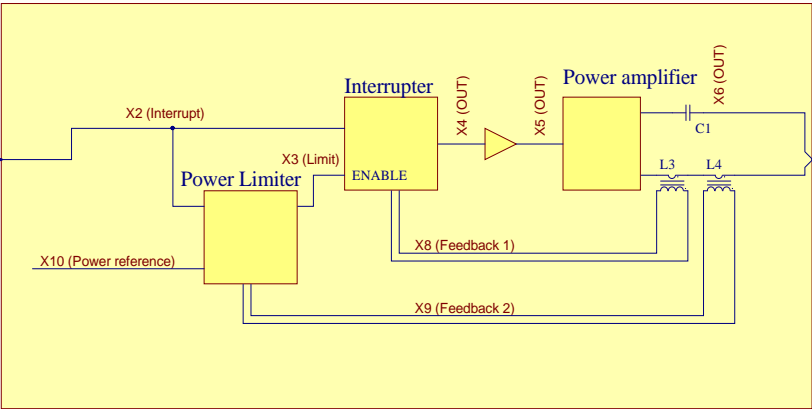 Interrupter
Power amplifier
X2 (Interrupt)
X4 (OUT)
X5 (OUT)
X6 (OUT)
C1
X3 (Limit)
ENABLE
Power Limiter
L3
L4
X8 (Feedback 1)
X10 (Power reference)
X9 (Feedback 2)